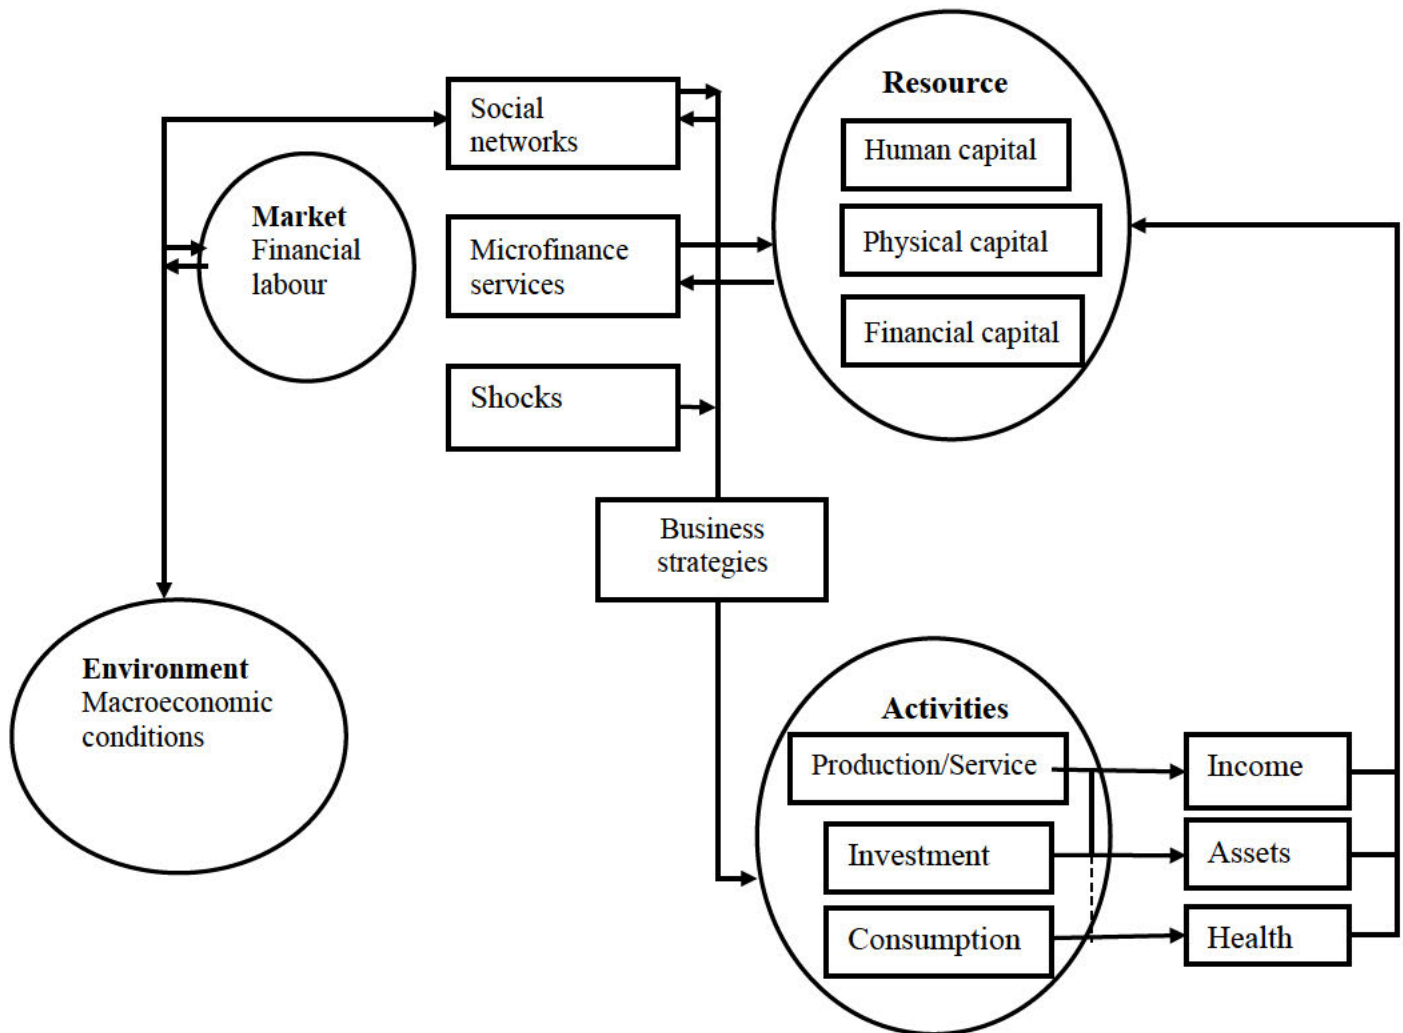 Social
networks
Market
Financial
labour
Microfinance
services
Shocks
Resource
Human capital
Physical capital
Financial capital
Business
strategies
Environment
Macroeconomic
conditions
Activities
Production/Service
Investment
Consumption
Income
Assets
Health